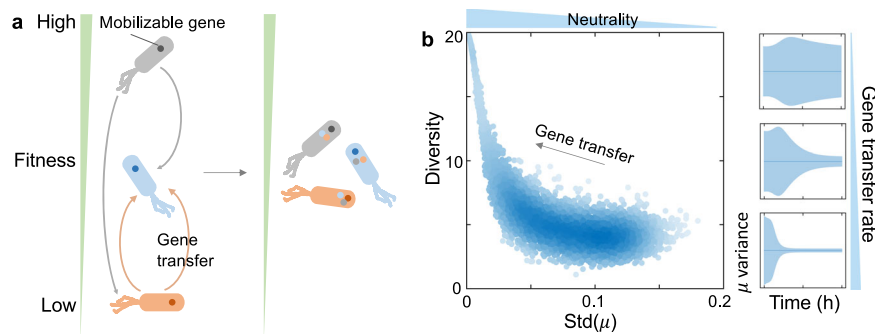 a
High
Mobilizable gene
Fitness
Gene
transfer
Low
b
Neutrality
20
10
0
Diversity
Gene transfer
0
0.1
0.2
Std(μ)
μ variance
Time (h)
Gene transfer rate